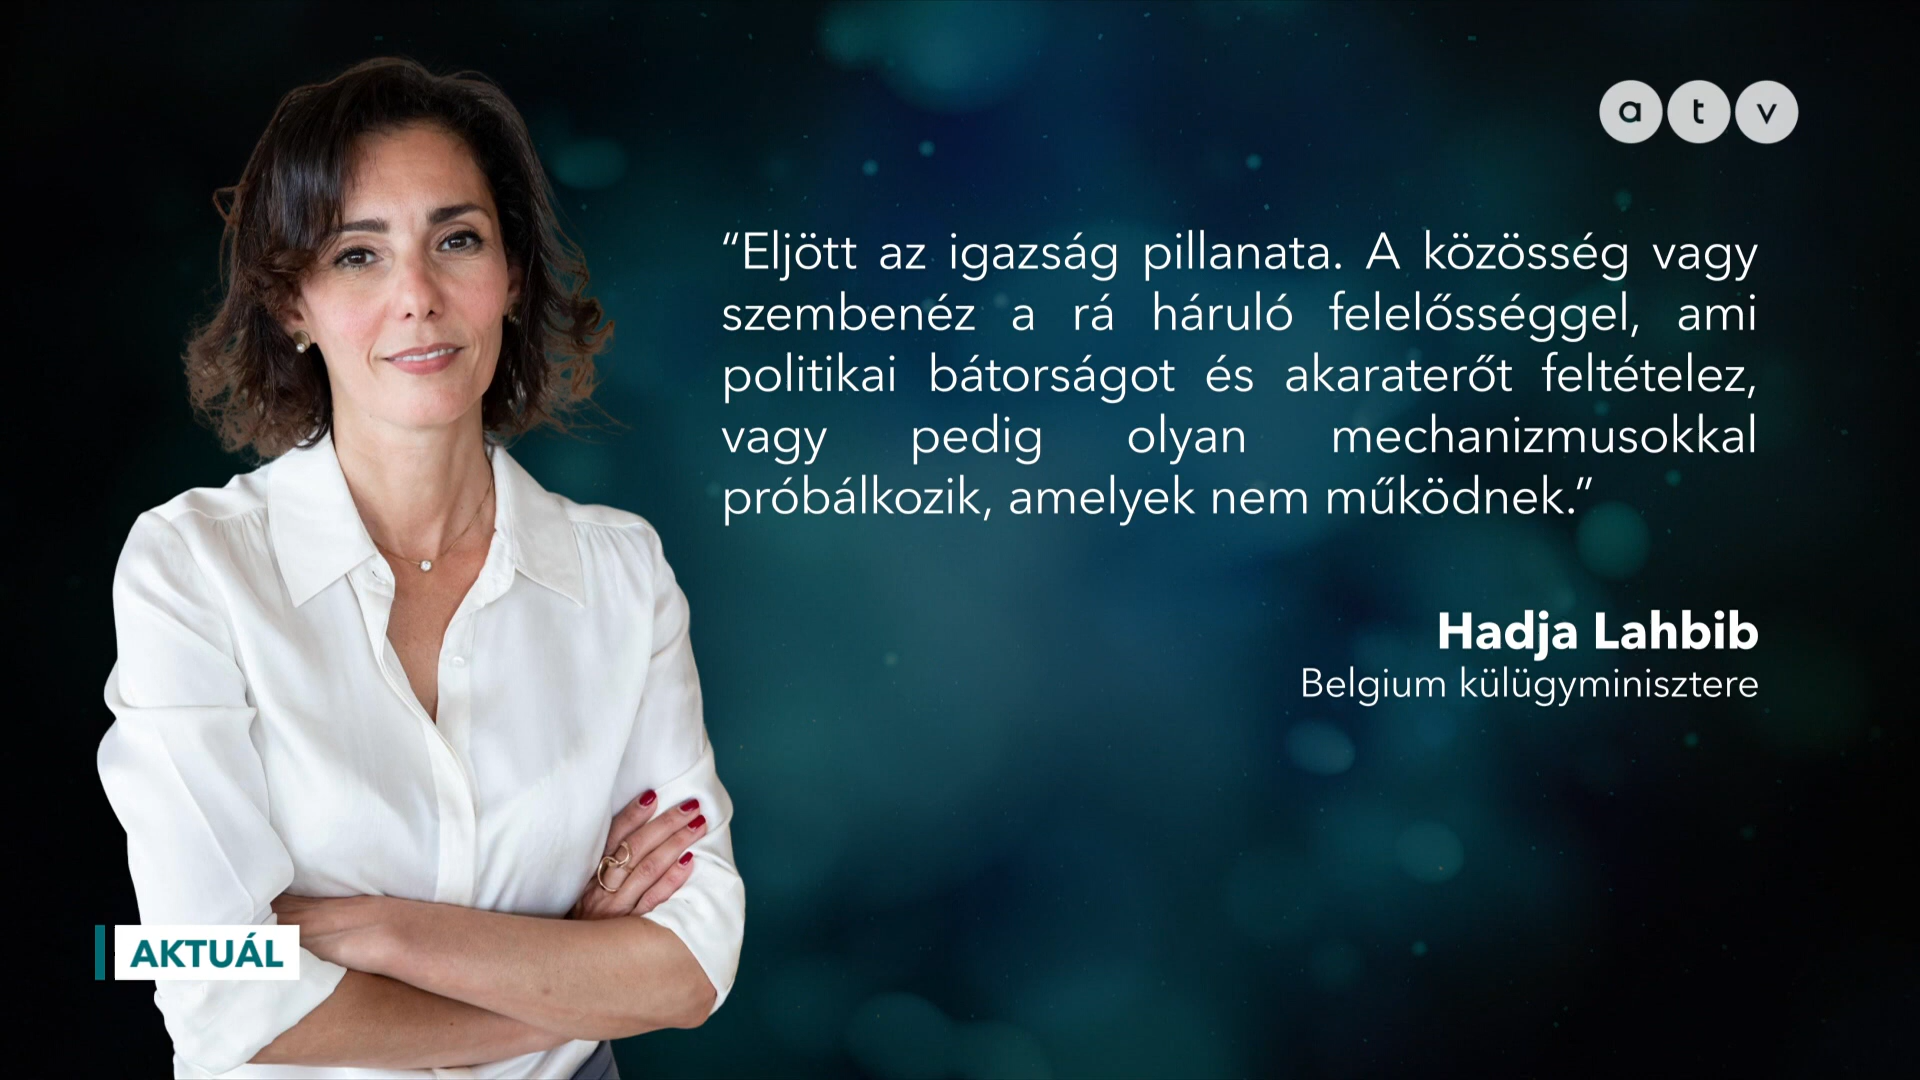 a t v
“Eljött az igazság pillanata. A közösség vagy
szembenéz a rá háruló felelősséggel, ami
politikai bátorságot és akaraterőt feltételez,
vagy pedig olyan mechanizmusokkal
próbálkozik, amelyek nem működnek.”
Hadja Lahbib
Belgium külügyminisztere
AKTUÁL